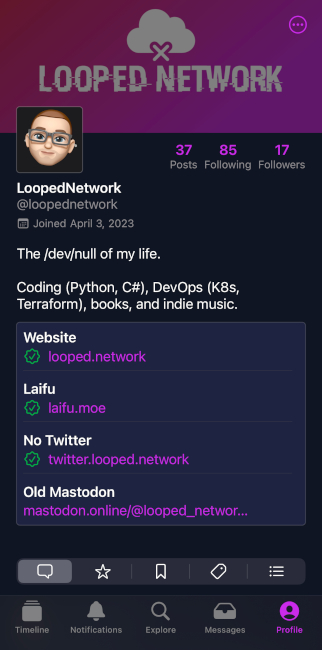 LOOPED NETWORK
37 85 17
Posts Following Followers
LoopedNetwork
@loopednetwork
Joined April 3, 2023
The /dev/null of my life.
Coding (Python, C#), DevOps (K8s,
Terraform), books, and indie music.
Website
looped.network
Laifu
laifu.moe
No Twitter
twitter.looped.network
Old Mastodon
mastodon.online/@looped_networ...
Timeline Notifications Explore Messages Profile